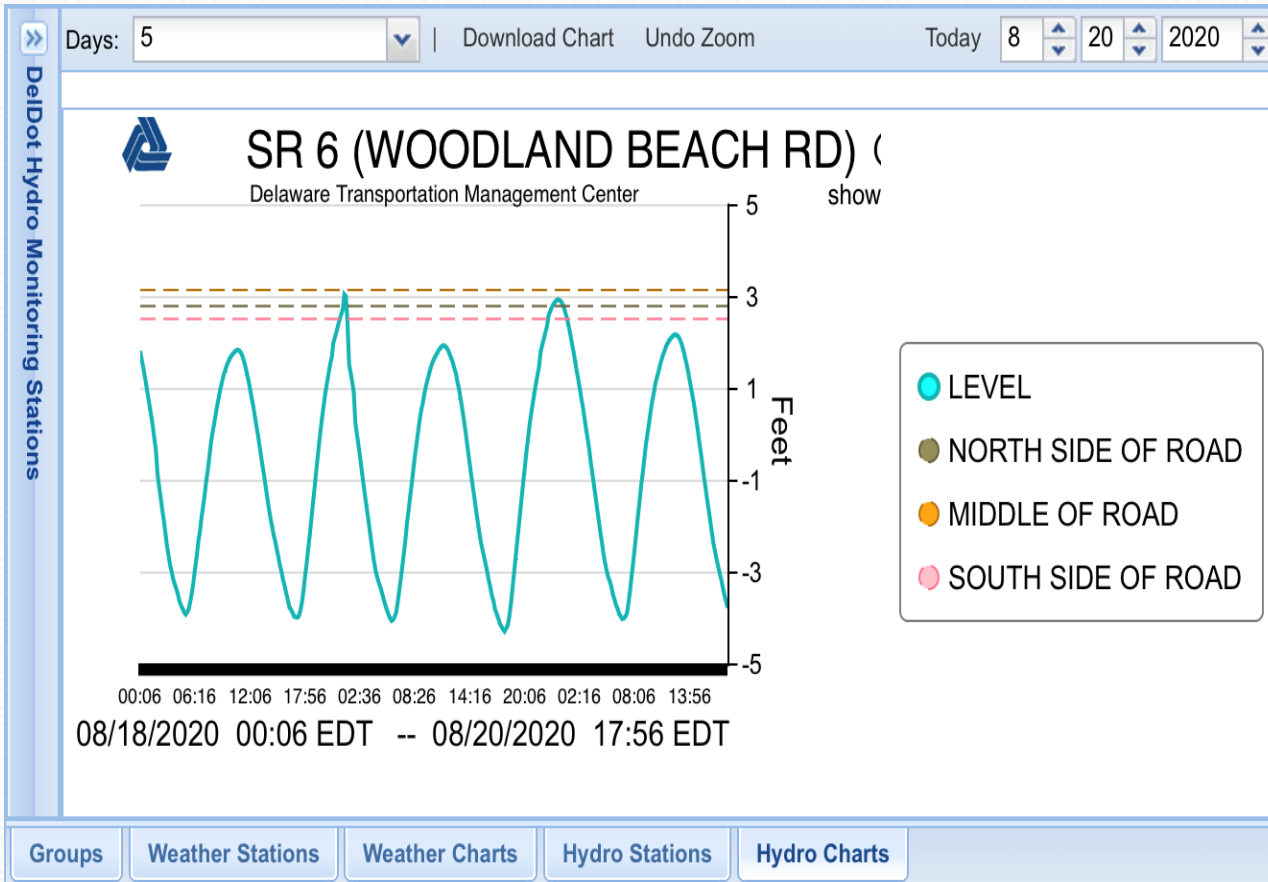 Days: 5 | Download Chart Undo Zoom Today 8 20 2020
DelDot Hydro Monitoring Stations
SR 6 (WOODLAND BEACH RD)
Delaware Transportation Management Center show
5
3
1
-1
-3
-5
Feet
LEVEL
NORTH SIDE OF ROAD
MIDDLE OF ROAD
SOUTH SIDE OF ROAD
00:06 06:16 12:06 17:56 02:36 08:26 14:16 20:06 02:16 08:06 13:56
08/18/2020 00:06 EDT -- 08/20/2020 17:56 EDT
Groups Weather Stations Weather Charts Hydro Stations Hydro Charts